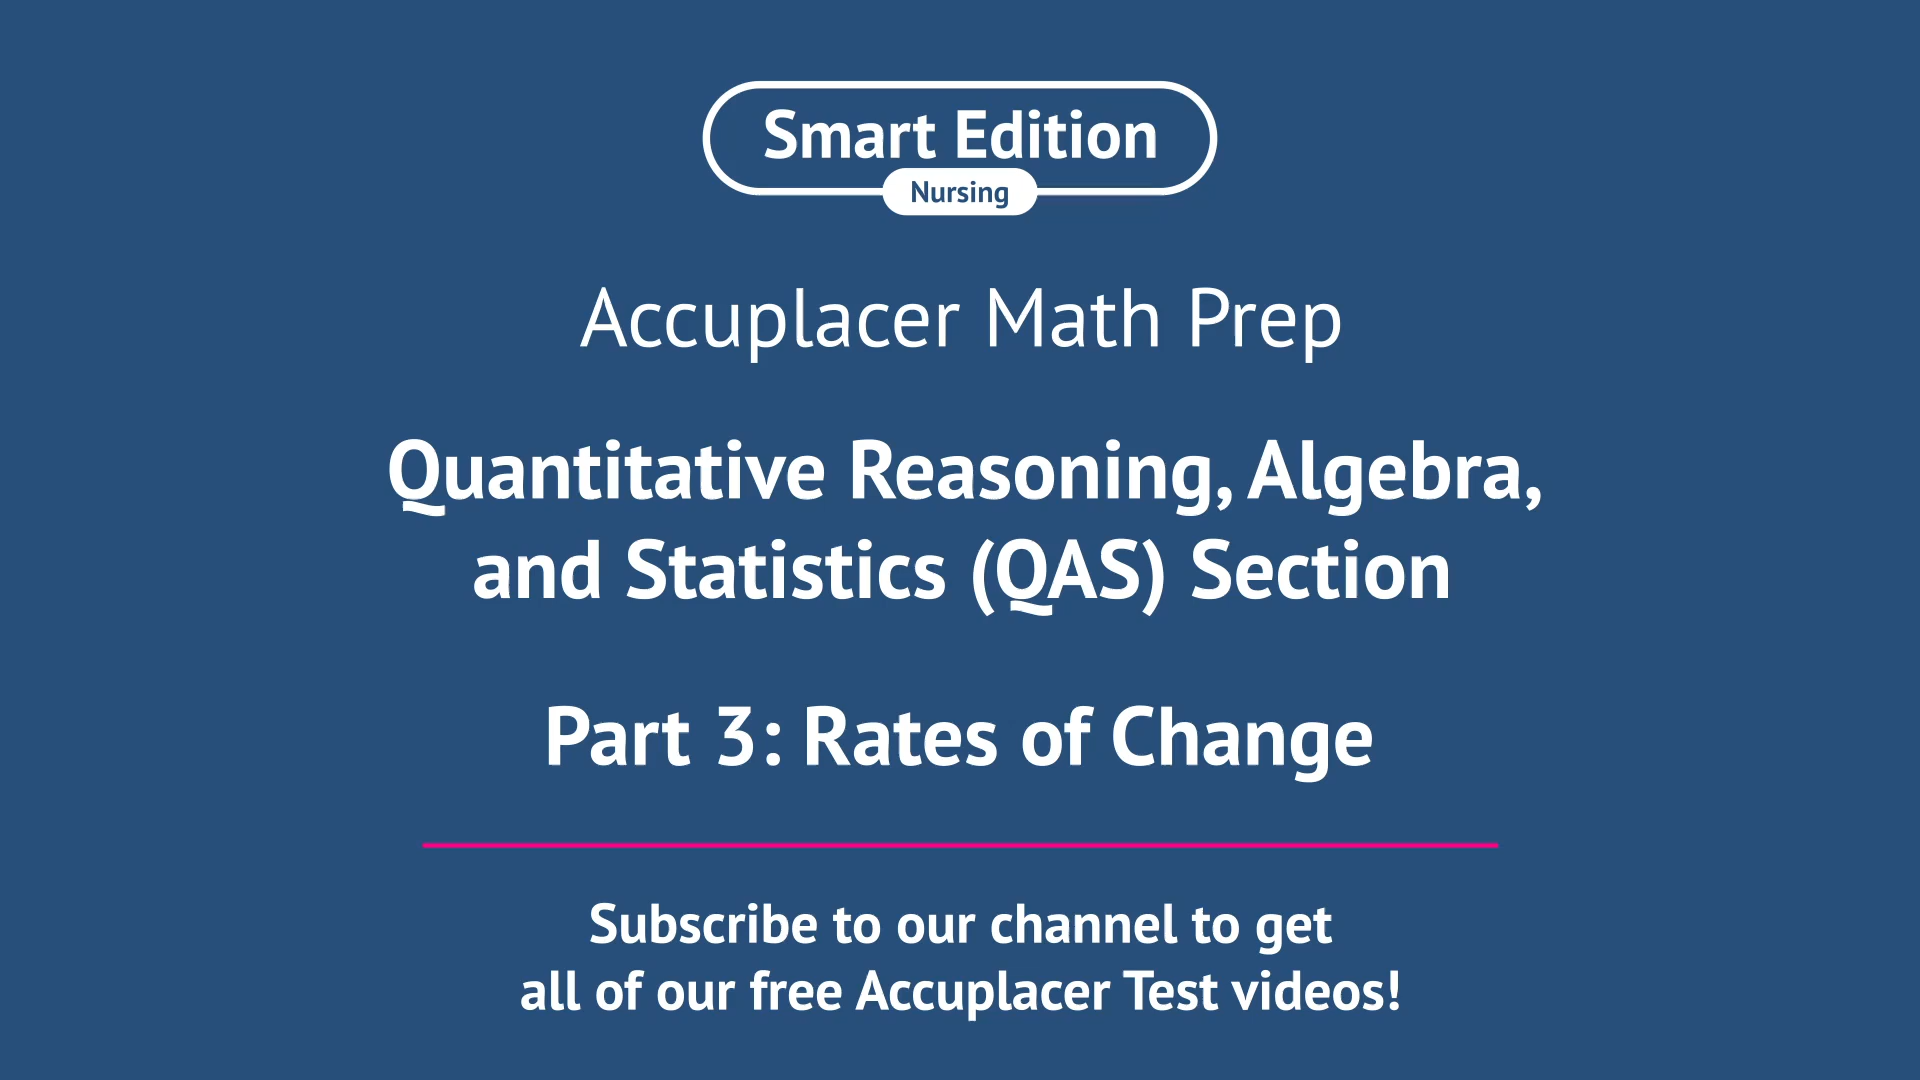 Smart Edition
Nursing
Accuplacer Math Prep
Quantitative Reasoning, Algebra,
and Statistics (QAS) Section
Part 3: Rates of Change
Subscribe to our channel to get
all of our free Accuplacer Test videos!